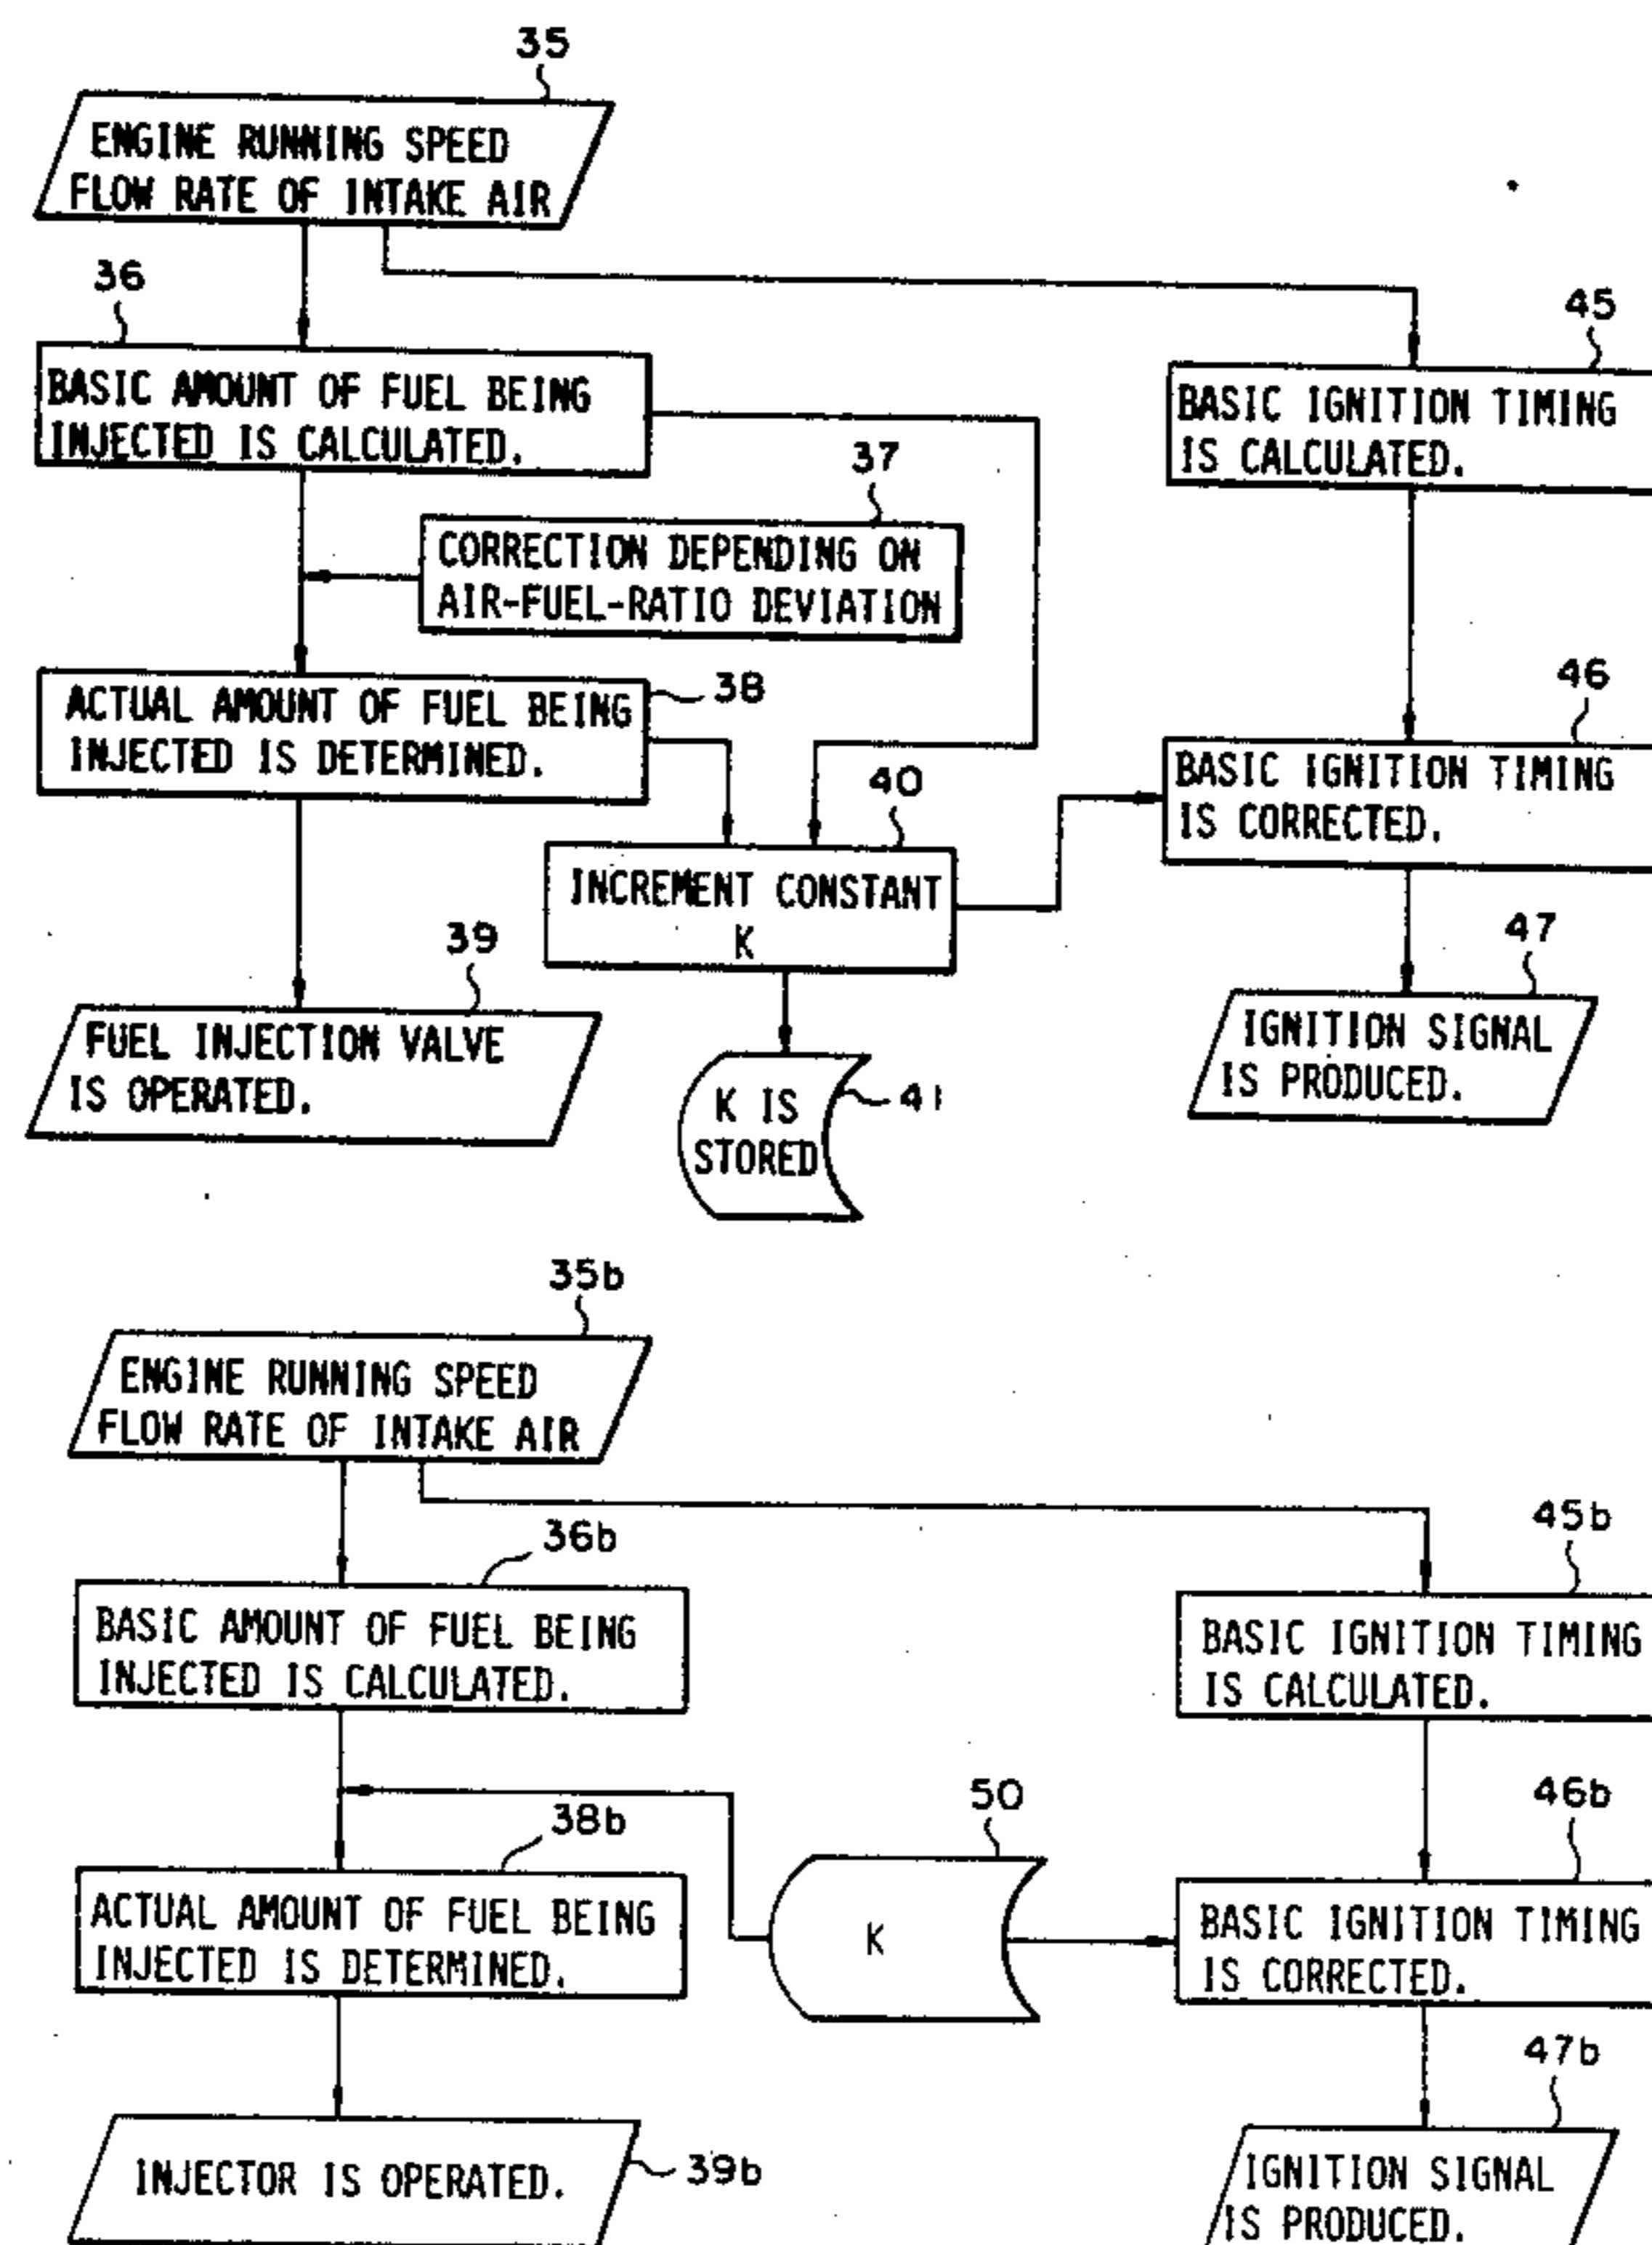 35
ENGINE RUNNING SPEED
FLOW RATE OF INTAKE AIR
36
BASIC AMOUNT OF FUEL BEING
INJECTED IS CALCULATED.
45
BASIC IGNITION TIMING
IS CALCULATED.
37
CORRECTION DEPENDING ON
AIR-FUEL-RATIO DEVIATION
38
ACTUAL AMOUNT OF FUEL BEING
INJECTED IS DETERMINED.
46
BASIC IGNITION TIMING
IS CORRECTED.
40
INCREMENT CONSTANT
K
39
FUEL INJECTION VALVE
IS OPERATED.
47
IGNITION SIGNAL
IS PRODUCED.
41
K IS
STORED
35b
ENGINE RUNNING SPEED
FLOW RATE OF INTAKE AIR
36b
BASIC AMOUNT OF FUEL BEING
INJECTED IS CALCULATED.
45b
BASIC IGNITION TIMING
IS CALCULATED.
38b
ACTUAL AMOUNT OF FUEL BEING
INJECTED IS DETERMINED.
50
K
46b
BASIC IGNITION TIMING
IS CORRECTED.
39b
INJECTOR IS OPERATED.
47b
IGNITION SIGNAL
IS PRODUCED.